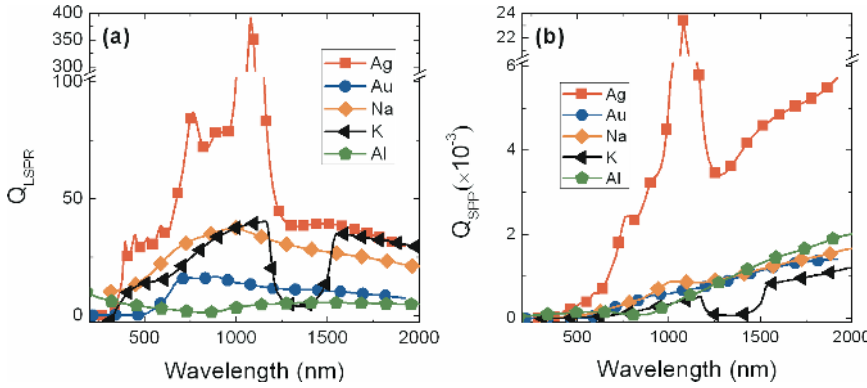 400
350
300
100
50
0
(a)
Ag
Au
Na
K
Al
Q_LSPR
500
1000
1500
2000
Wavelength (nm)
24
22
6
4
2
0
(b)
Ag
Au
Na
K
Al
Q_SPP (×10⁻³)
500
1000
1500
2000
Wavelength (nm)